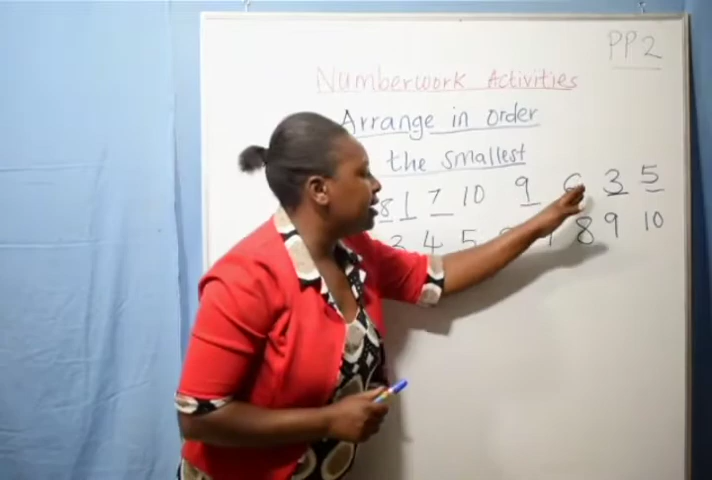 PP2
Numberwork Activities
Arrange in order
the smallest
8 1 7 10 9 6 3 5
3 4 5 8 9 10